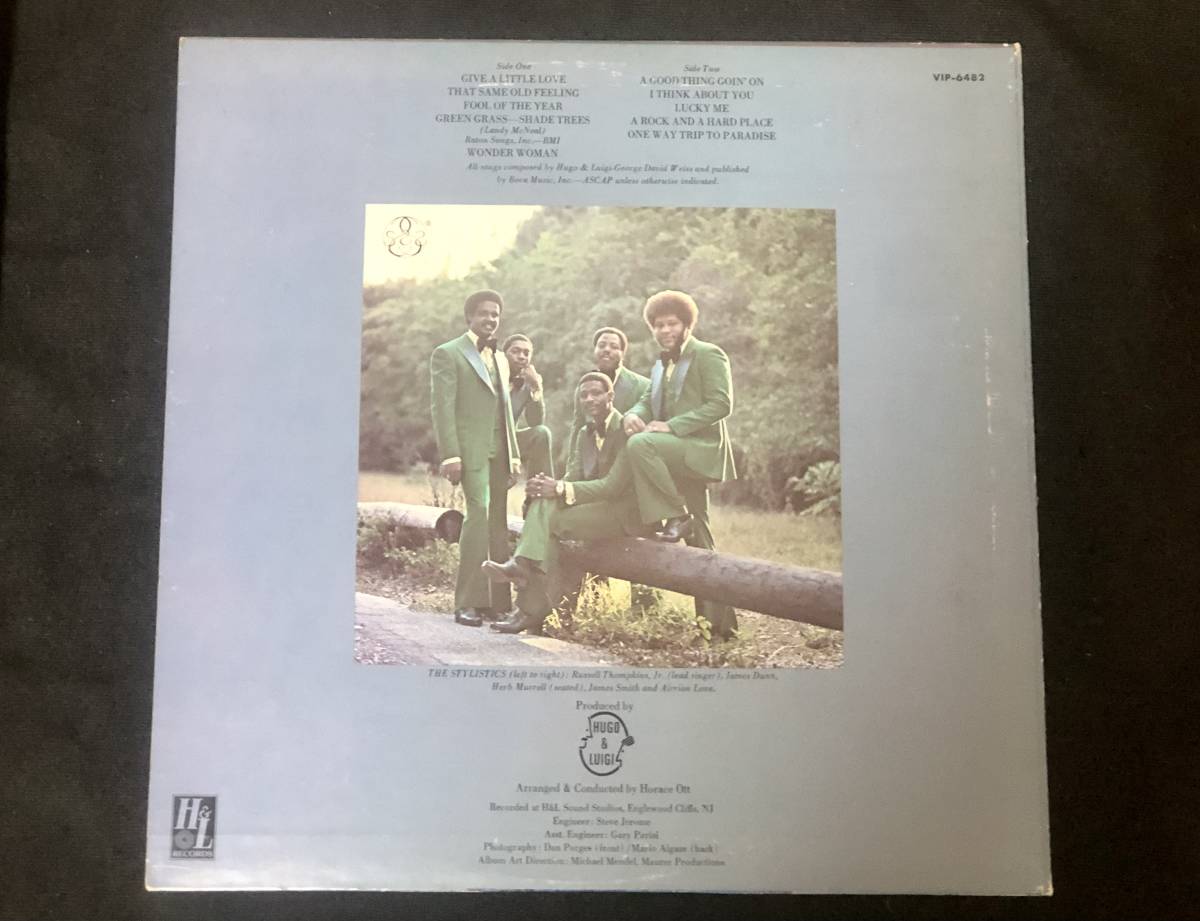 Side One
GIVE A LITTLE LOVE
THAT SAME OLD FEELING
FOOL OF THE YEAR
GREEN GRASS—SHADE TREES
(Landy McNeal)
Raton Songs, Inc.—BMI
WONDER WOMAN
Side Two
A GOOD THING GOIN' ON
I THINK ABOUT YOU
LUCKY ME
A ROCK AND A HARD PLACE
ONE WAY TRIP TO PARADISE
VIP-6482
All songs composed by Hugo & Luigi-George David Weiss and published
by Boca Music, Inc.—ASCAP unless otherwise indicated.
THE STYLISTICS (left to right): Russell Thompkins, Jr. (lead singer), James Dunn,
Herb Murrell (seated), James Smith and Airrion Love.
Produced by
HUGO
&
LUIGI
Arranged & Conducted by Horace Ott
Recorded at H&L Sound Studios, Englewood Cliffs, NJ
Engineer: Steve Jerome
Asst. Engineer: Gary Parisi
Photography: Don Porges (front) / Mario Algaze (back)
Album Art Direction: Michael Mendel, Maurer Productions
H&L
RECORDS